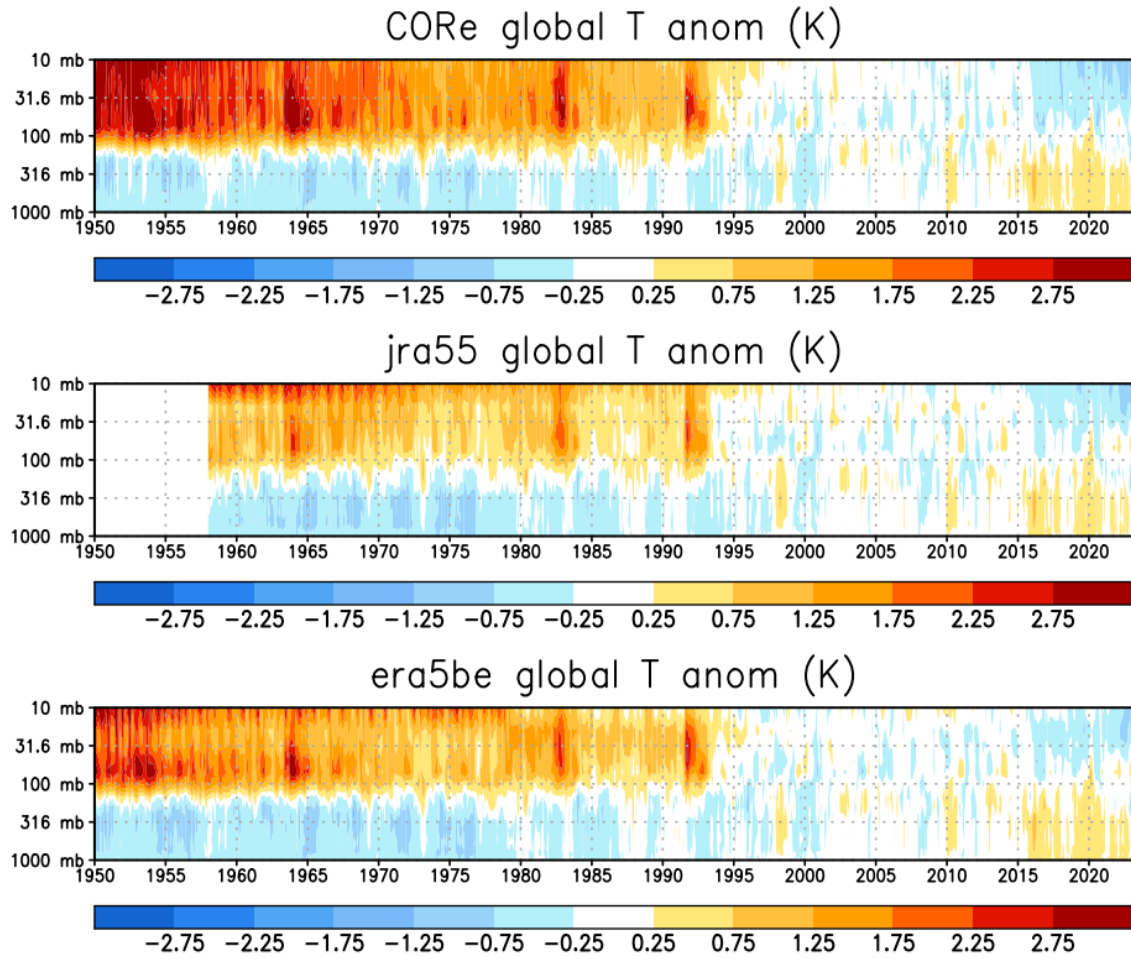 CORe global T anom (K)
10 mb
31.6 mb
100 mb
316 mb
1000 mb
1950 1955 1960 1965 1970 1975 1980 1985 1990 1995 2000 2005 2010 2015 2020
−2.75 −2.25 −1.75 −1.25 −0.75 −0.25 0.25 0.75 1.25 1.75 2.25 2.75
jra55 global T anom (K)
10 mb
31.6 mb
100 mb
316 mb
1000 mb
1950 1955 1960 1965 1970 1975 1980 1985 1990 1995 2000 2005 2010 2015 2020
−2.75 −2.25 −1.75 −1.25 −0.75 −0.25 0.25 0.75 1.25 1.75 2.25 2.75
era5be global T anom (K)
10 mb
31.6 mb
100 mb
316 mb
1000 mb
1950 1955 1960 1965 1970 1975 1980 1985 1990 1995 2000 2005 2010 2015 2020
−2.75 −2.25 −1.75 −1.25 −0.75 −0.25 0.25 0.75 1.25 1.75 2.25 2.75